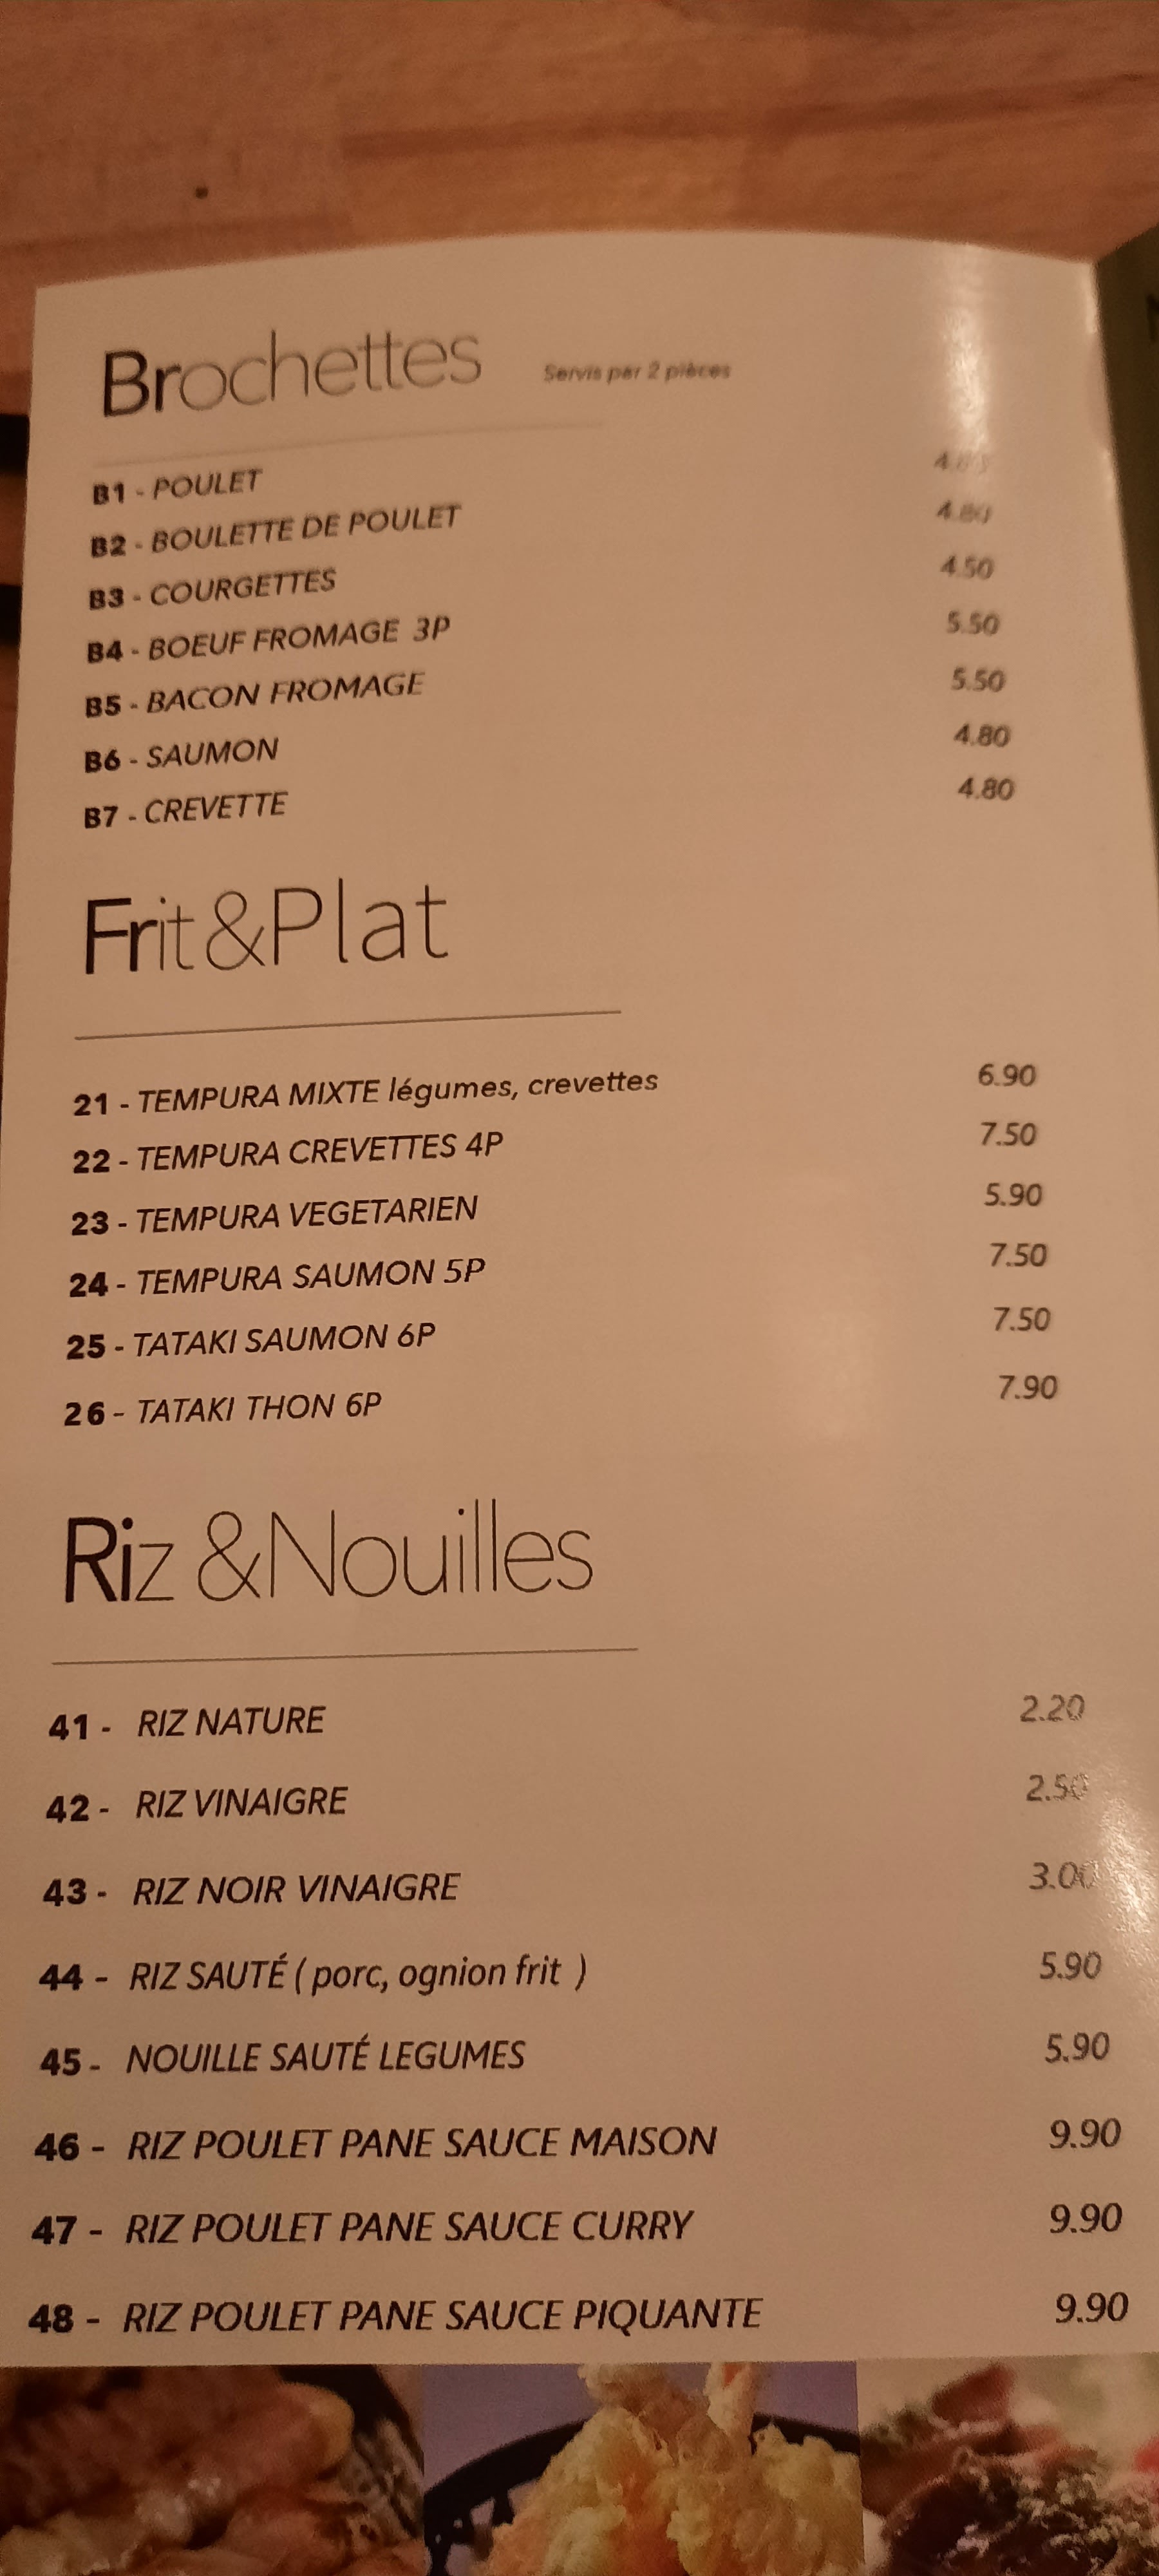 Brochettes Servis par 2 pièces
B1 - POULET
B2 - BOULETTE DE POULET 4.80
B3 - COURGETTES 4.50
B4 - BOEUF FROMAGE 3P 5.50
B5 - BACON FROMAGE 5.50
B6 - SAUMON 4.80
B7 - CREVETTE 4.80
Frit&Plat
21 - TEMPURA MIXTE légumes, crevettes 6.90
22 - TEMPURA CREVETTES 4P 7.50
23 - TEMPURA VEGETARIEN 5.90
24 - TEMPURA SAUMON 5P 7.50
25 - TATAKI SAUMON 6P 7.50
26 - TATAKI THON 6P 7.90
Riz &Nouilles
41 - RIZ NATURE 2.20
42 - RIZ VINAIGRE 2.50
43 - RIZ NOIR VINAIGRE 3.00
44 - RIZ SAUTÉ ( porc, ognion frit ) 5.90
45 - NOUILLE SAUTÉ LEGUMES 5.90
46 - RIZ POULET PANE SAUCE MAISON 9.90
47 - RIZ POULET PANE SAUCE CURRY 9.90
48 - RIZ POULET PANE SAUCE PIQUANTE 9.90